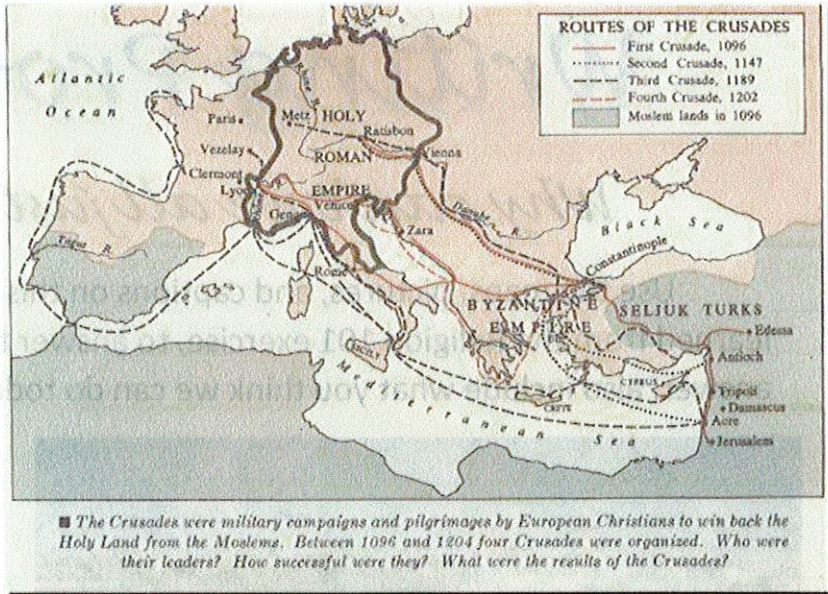 ROUTES OF THE CRUSADES
First Crusade, 1096
Second Crusade, 1147
Third Crusade, 1189
Fourth Crusade, 1202
Moslem lands in 1096
Atlantic
Ocean
Paris
Metz
HOLY
Ratisbon
Vezelay
ROMAN
Vienna
Clermont
Lyon
EMPIRE
Venice
Genoa
Danube R.
Black Sea
Zara
Tagus R.
Constantinople
Rome
BYZANTINE
EMPIRE
SELJUK TURKS
Edessa
Antioch
SICILY
CYPRUS
Tripoli
CRETE
Damascus
Mediterranean Sea
Acre
Jerusalem
■ The Crusades were military campaigns and pilgrimages by European Christians to win back the
Holy Land from the Moslems. Between 1096 and 1204 four Crusades were organized. Who were
their leaders? How successful were they? What were the results of the Crusades?